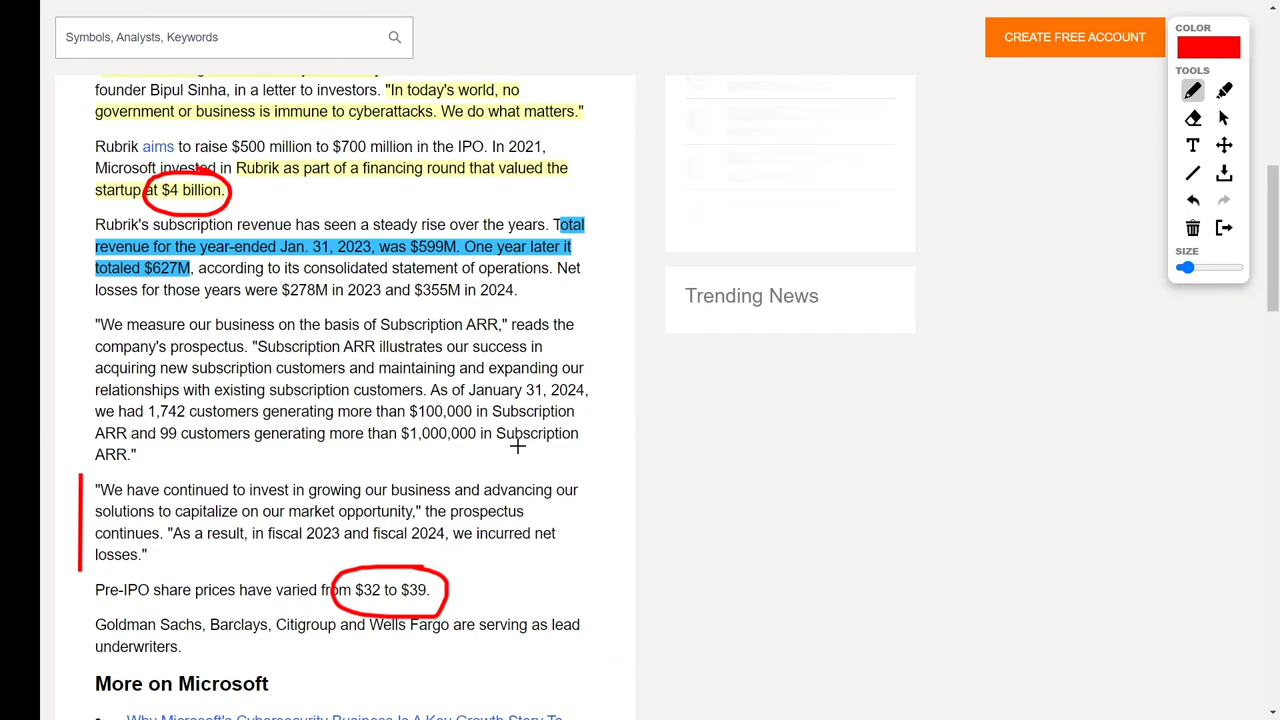 Symbols, Analysts, Keywords
CREATE FREE ACCOUNT
COLOR
TOOLS
SIZE
founder Bipul Sinha, in a letter to investors. "In today's world, no
government or business is immune to cyberattacks. We do what matters."
Rubrik aims to raise $500 million to $700 million in the IPO. In 2021,
Microsoft invested in Rubrik as part of a financing round that valued the
startup at $4 billion.
Rubrik's subscription revenue has seen a steady rise over the years. Total
revenue for the year-ended Jan. 31, 2023, was $599M. One year later it
totaled $627M, according to its consolidated statement of operations. Net
losses for those years were $278M in 2023 and $355M in 2024.
"We measure our business on the basis of Subscription ARR," reads the
company's prospectus. "Subscription ARR illustrates our success in
acquiring new subscription customers and maintaining and expanding our
relationships with existing subscription customers. As of January 31, 2024,
we had 1,742 customers generating more than $100,000 in Subscription
ARR and 99 customers generating more than $1,000,000 in Subscription
ARR."
"We have continued to invest in growing our business and advancing our
solutions to capitalize on our market opportunity," the prospectus
continues. "As a result, in fiscal 2023 and fiscal 2024, we incurred net
losses."
Pre-IPO share prices have varied from $32 to $39.
Goldman Sachs, Barclays, Citigroup and Wells Fargo are serving as lead
underwriters.
More on Microsoft
Why Microsoft's Cybersecurity Business Is A Key Growth Story To
Trending News